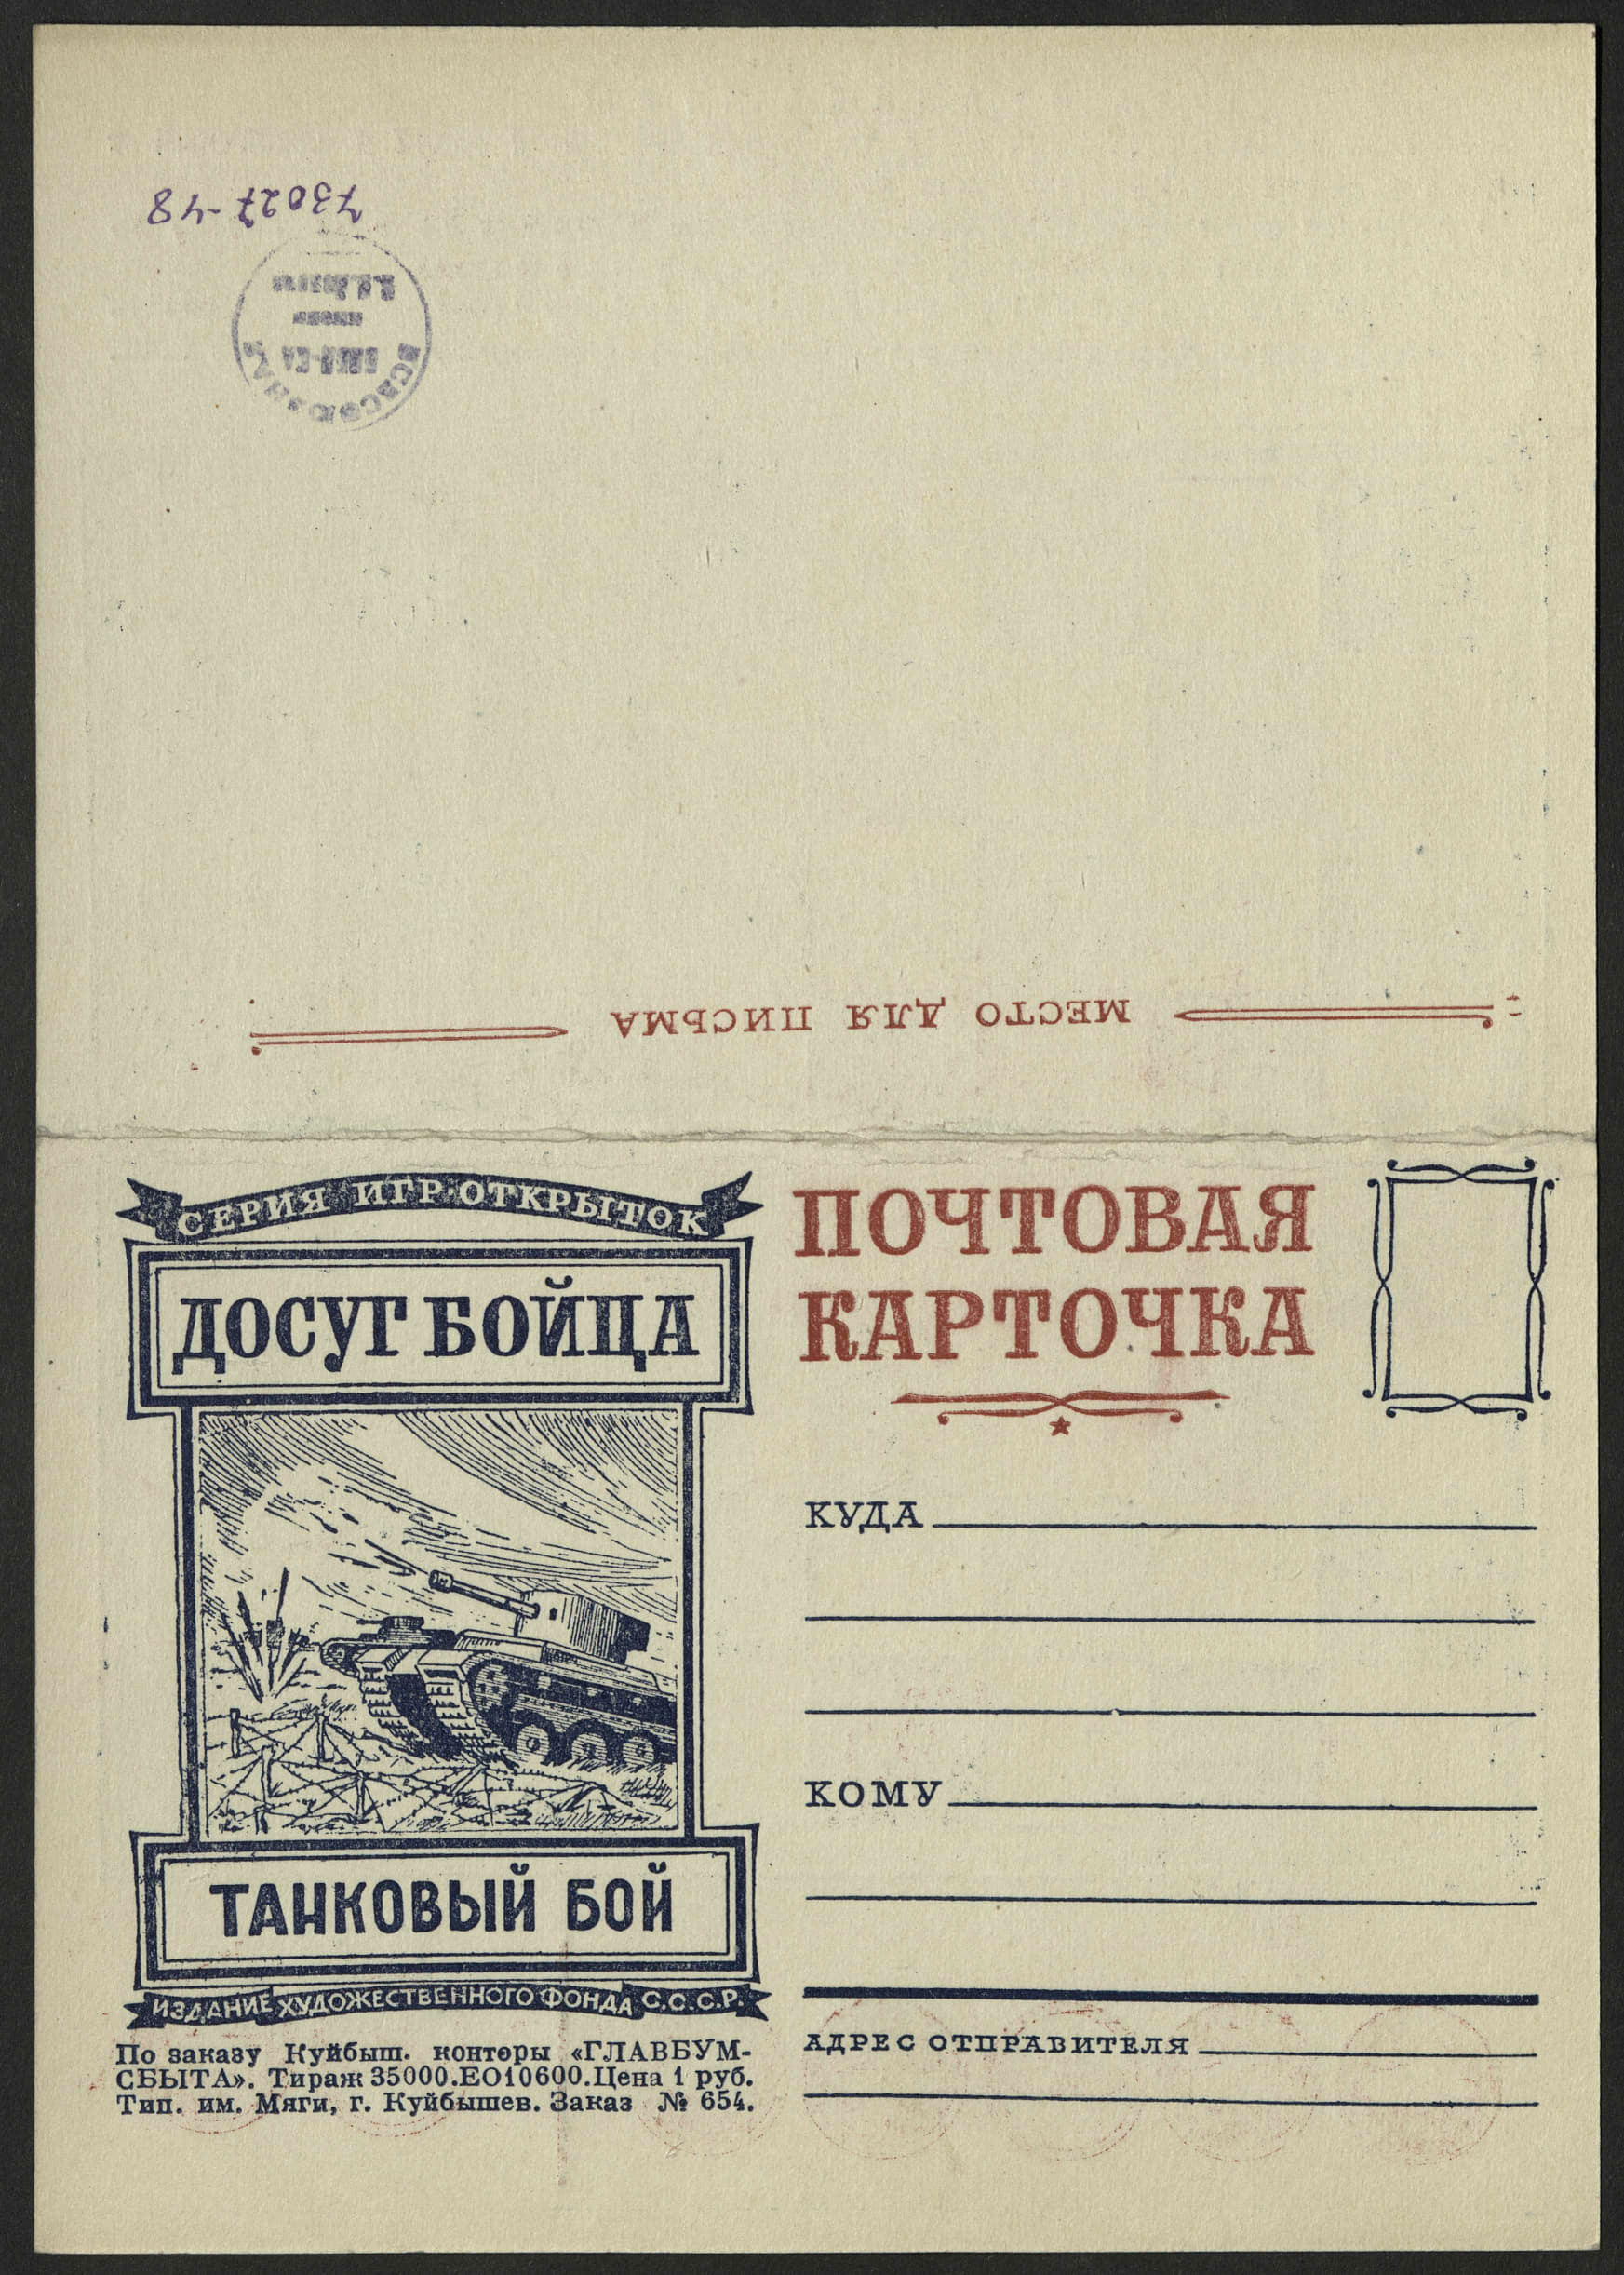 73027-48
МЕСТО ДЛЯ ПИСЬМА
СЕРИЯ ИГР-ОТКРЫТОК
ДОСУГ БОЙЦА
ТАНКОВЫЙ БОЙ
ИЗДАНИЕ ХУДОЖЕСТВЕННОГО ФОНДА С.С.С.Р.
По заказу Куйбыш. конторы «ГЛАВБУМ-
СБЫТА». Тираж 35000. ЕО10600. Цена 1 руб.
Тип. им. Мяги, г. Куйбышев. Заказ № 654.
ПОЧТОВАЯ
КАРТОЧКА
КУДА
КОМУ
АДРЕС ОТПРАВИТЕЛЯ